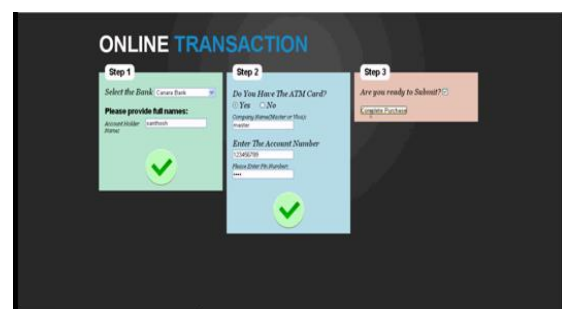 ONLINE TRANSACTION
Step 1
Select the Bank Canara Bank
Please provide full names:
Account Holder Name santhosh
Step 2
Do You Have The ATM Card?
Yes No
Company Name(Master or Visa):
master
Enter The Account Number
123456789
Please Enter Pin Number:
••••
Step 3
Are you ready to Submit?
Complete Purchase